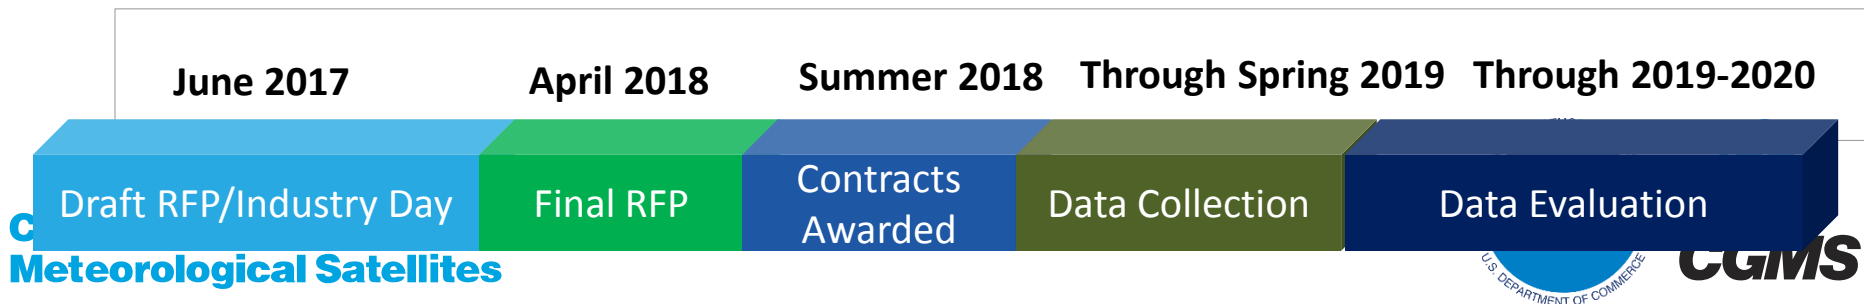 June 2017
April 2018
Summer 2018
Through Spring 2019
Through 2019-2020
Draft RFP/Industry Day
Final RFP
Contracts
Awarded
Data Collection
Data Evaluation
Meteorological Satellites
U.S. DEPARTMENT OF COMMERCE
CGMS